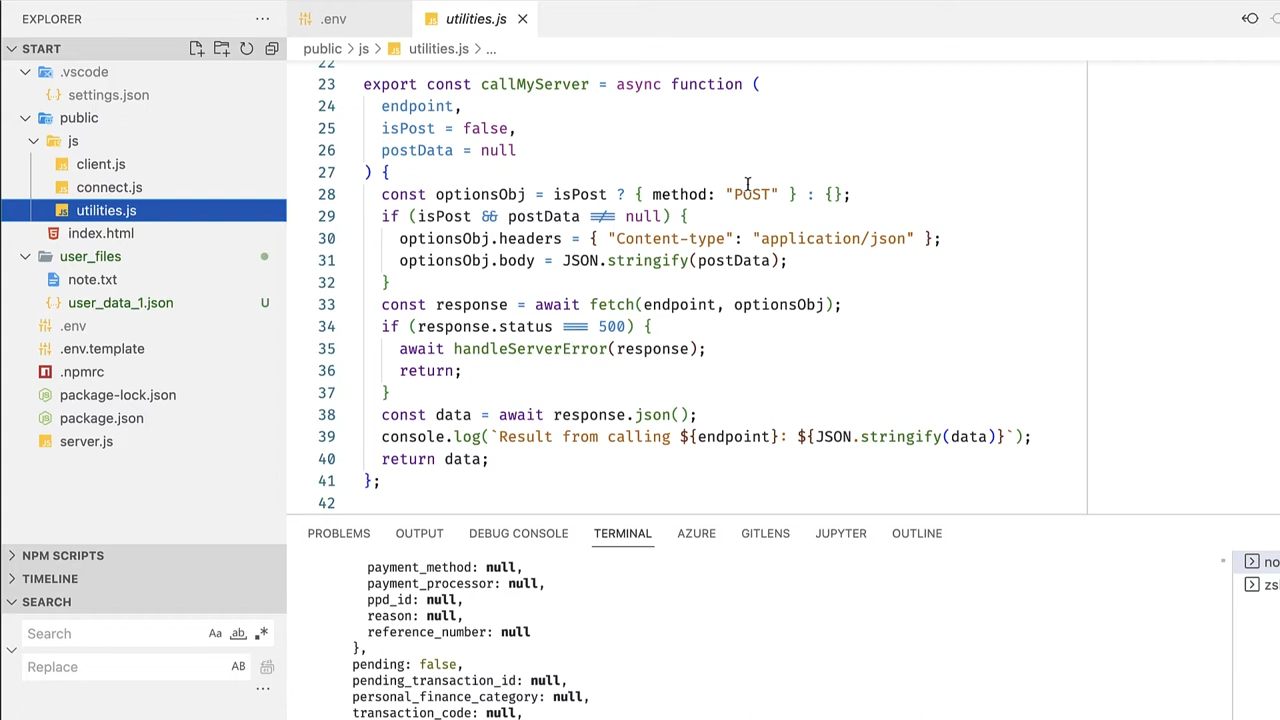 EXPLORER
START
.vscode
settings.json
public
js
client.js
connect.js
utilities.js
index.html
user_files
note.txt
user_data_1.json U
.env
.env.template
.npmrc
package-lock.json
package.json
server.js
NPM SCRIPTS
TIMELINE
SEARCH
Search Aa ab
Replace AB
.env utilities.js
public > js > utilities.js > ...
22
23 export const callMyServer = async function (
24 endpoint,
25 isPost = false,
26 postData = null
27 ) {
28 const optionsObj = isPost ? { method: "POST" } : {};
29 if (isPost && postData !== null) {
30 optionsObj.headers = { "Content-type": "application/json" };
31 optionsObj.body = JSON.stringify(postData);
32 }
33 const response = await fetch(endpoint, optionsObj);
34 if (response.status === 500) {
35 await handleServerError(response);
36 return;
37 }
38 const data = await response.json();
39 console.log(`Result from calling ${endpoint}: ${JSON.stringify(data)}`);
40 return data;
41 };
42
PROBLEMS OUTPUT DEBUG CONSOLE TERMINAL AZURE GITLENS JUPYTER OUTLINE
payment_method: null,
payment_processor: null,
ppd_id: null,
reason: null,
reference_number: null
},
pending: false,
pending_transaction_id: null,
personal_finance_category: null,
transaction_code: null,
no
zs